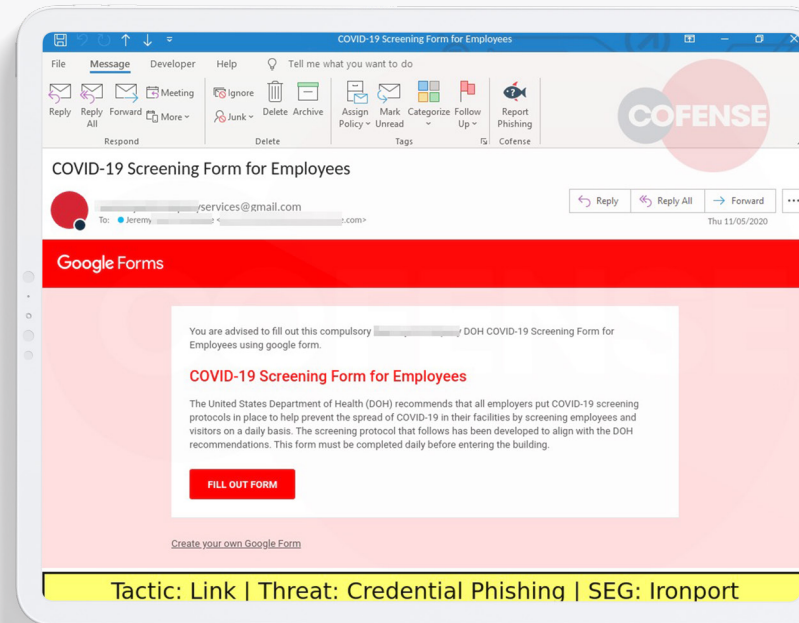 COVID-19 Screening Form for Employees
File Message Developer Help Tell me what you want to do
Reply
Reply All
Forward
Meeting
More
Respond
Ignore
Junk
Delete
Archive
Delete
Assign Policy
Mark Unread
Categorize
Follow Up
Tags
Report Phishing
Cofense
COFENSE
COVID-19 Screening Form for Employees
services@gmail.com
To: Jeremy < .com>
Reply Reply All Forward ...
Thu 11/05/2020
Google Forms
You are advised to fill out this compulsory DOH COVID-19 Screening Form for
Employees using google form.
COVID-19 Screening Form for Employees
The United States Department of Health (DOH) recommends that all employers put COVID-19 screening
protocols in place to help prevent the spread of COVID-19 in their facilities by screening employees and
visitors on a daily basis. The screening protocol that follows has been developed to align with the DOH
recommendations. This form must be completed daily before entering the building.
FILL OUT FORM
Create your own Google Form
Tactic: Link | Threat: Credential Phishing | SEG: Ironport